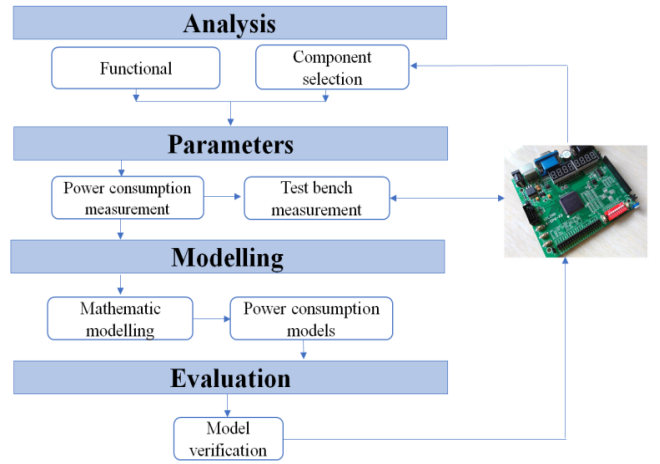 Analysis
Functional
Component
selection
Parameters
Power consumption
measurement
Test bench
measurement
Modelling
Mathematic
modelling
Power consumption
models
Evaluation
Model
verification